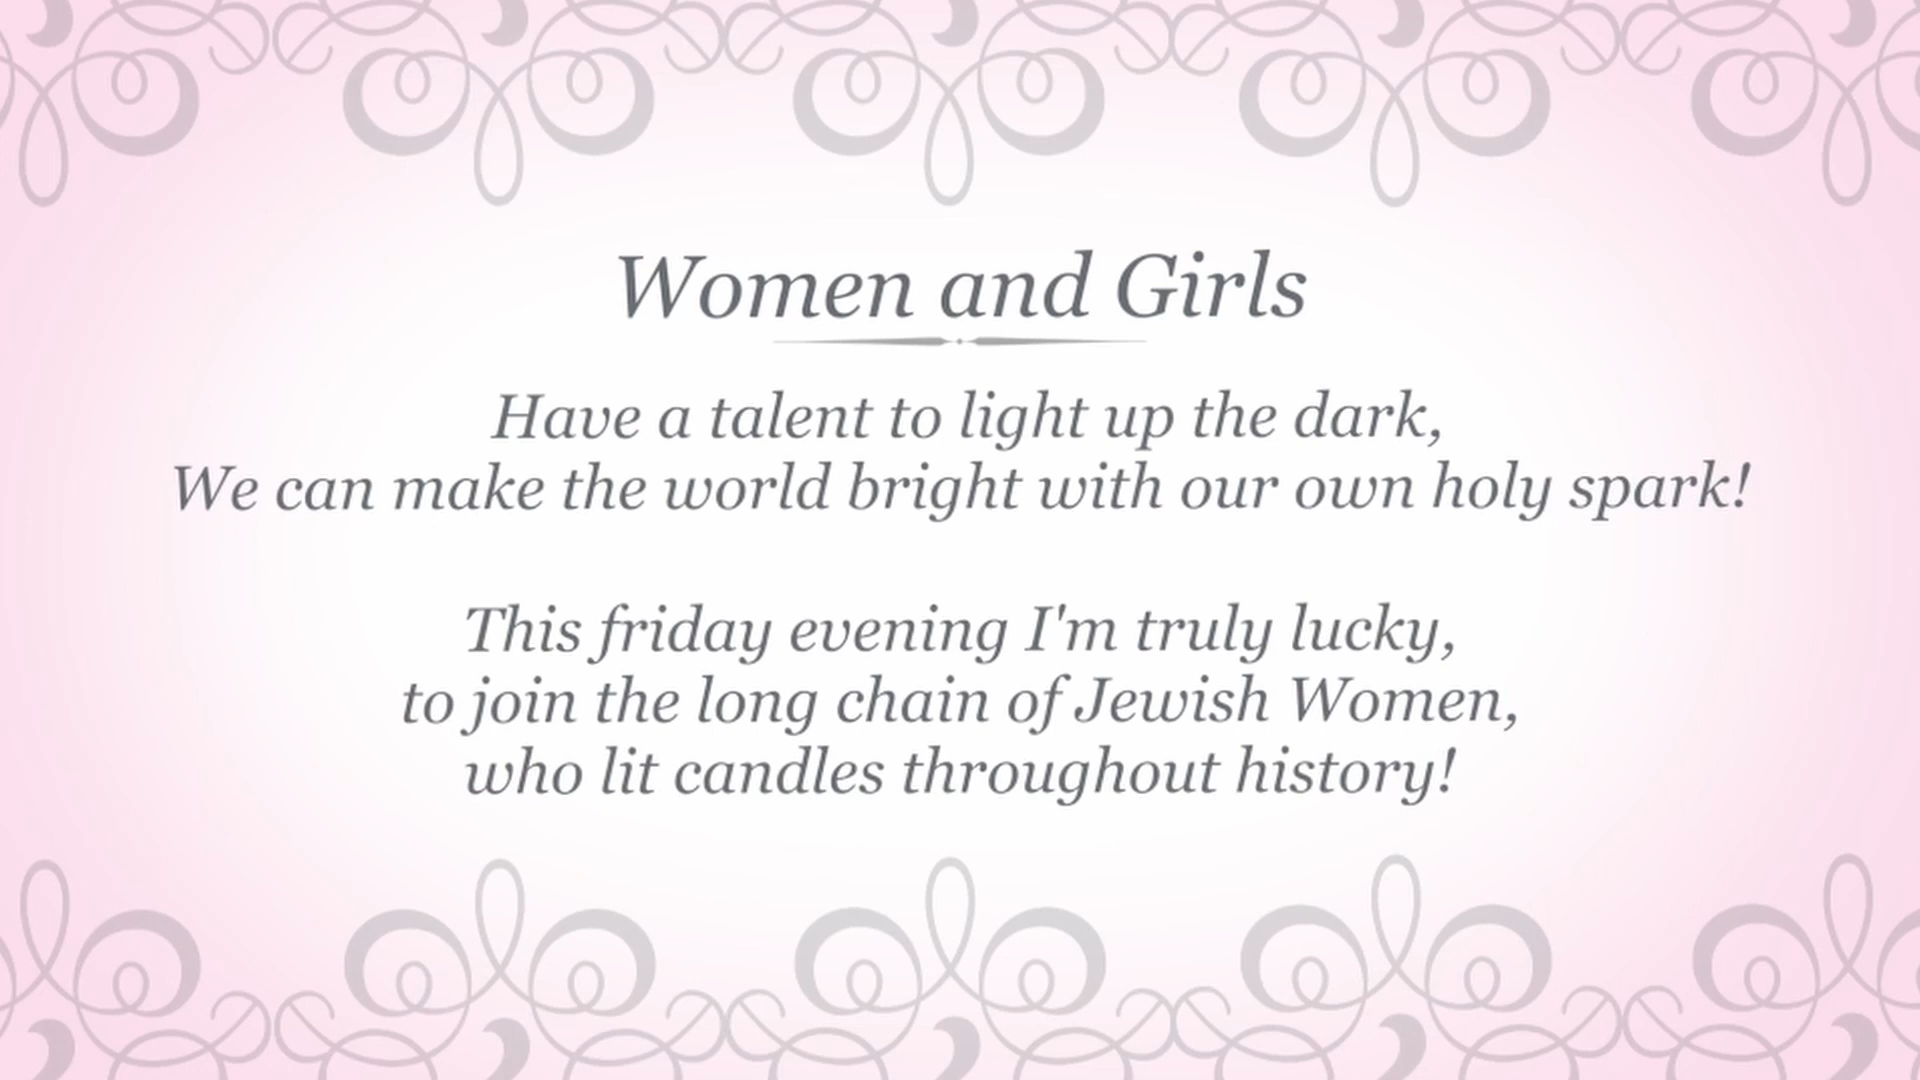 Women and Girls
Have a talent to light up the dark,
We can make the world bright with our own holy spark!
This friday evening I'm truly lucky,
to join the long chain of Jewish Women,
who lit candles throughout history!